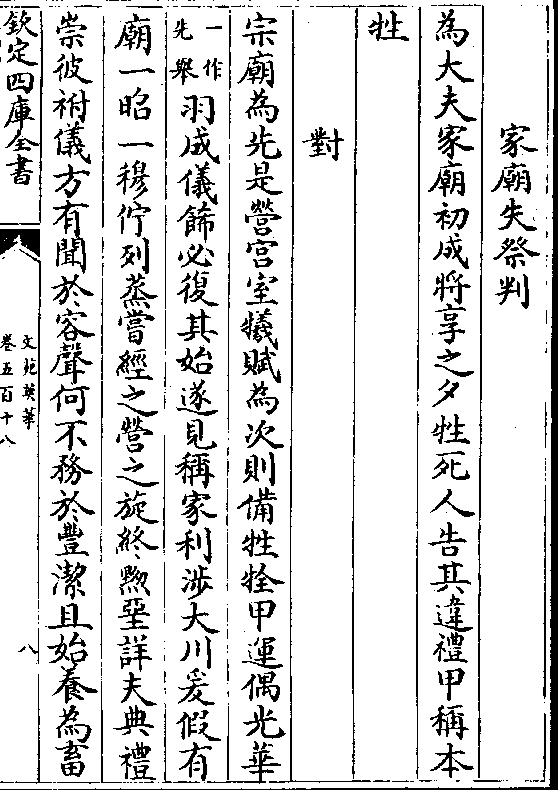 家廟失祭判
為大夫家廟初成將享之夕牲死人告其違禮甲稱本
牲
對
宗廟為先是營宮室犧賦為次則備牲牷甲運偶光華
一作
先舉
羽成儀飾必復其始遂見稱家利涉大川爰假有
廟一昭一穆佇列蒸嘗經之營之旋終黝堊詳夫典禮
崇彼祔儀方有聞於容聲何不務於豐潔且始養為畜
欽定四庫全書
文苑英華
卷五百十八
八